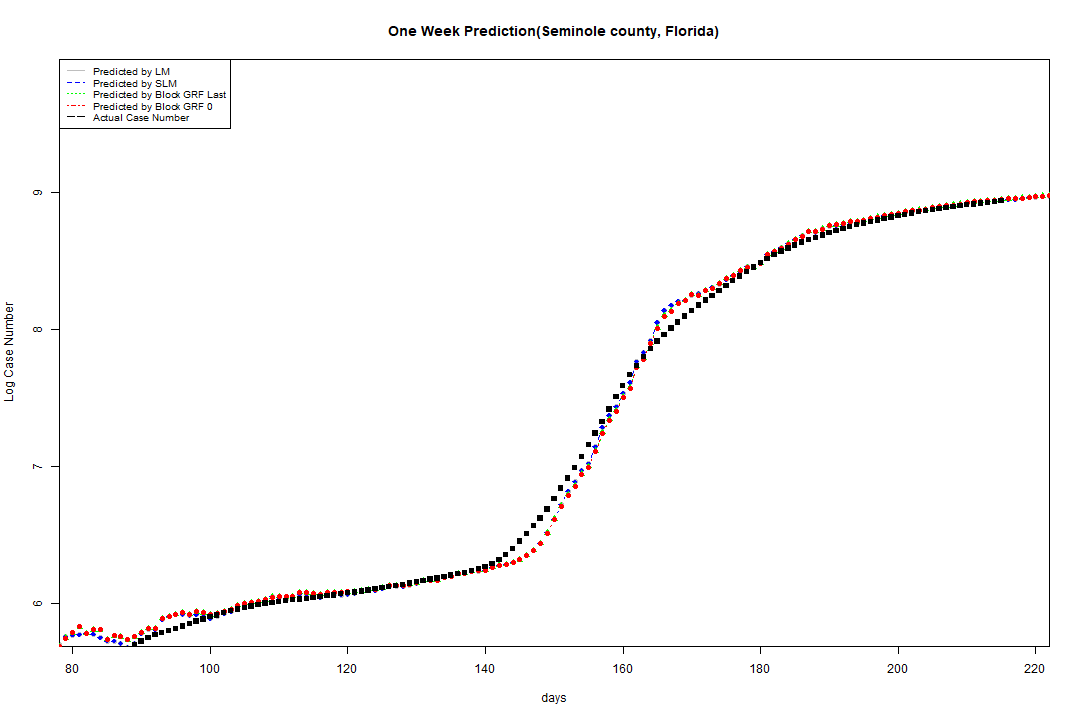 One Week Prediction(Seminole county, Florida)
Predicted by LM
Predicted by SLM
Predicted by Block GRF Last
Predicted by Block GRF 0
Actual Case Number
Log Case Number
9
8
7
6
80 100 120 140 160 180 200 220
days